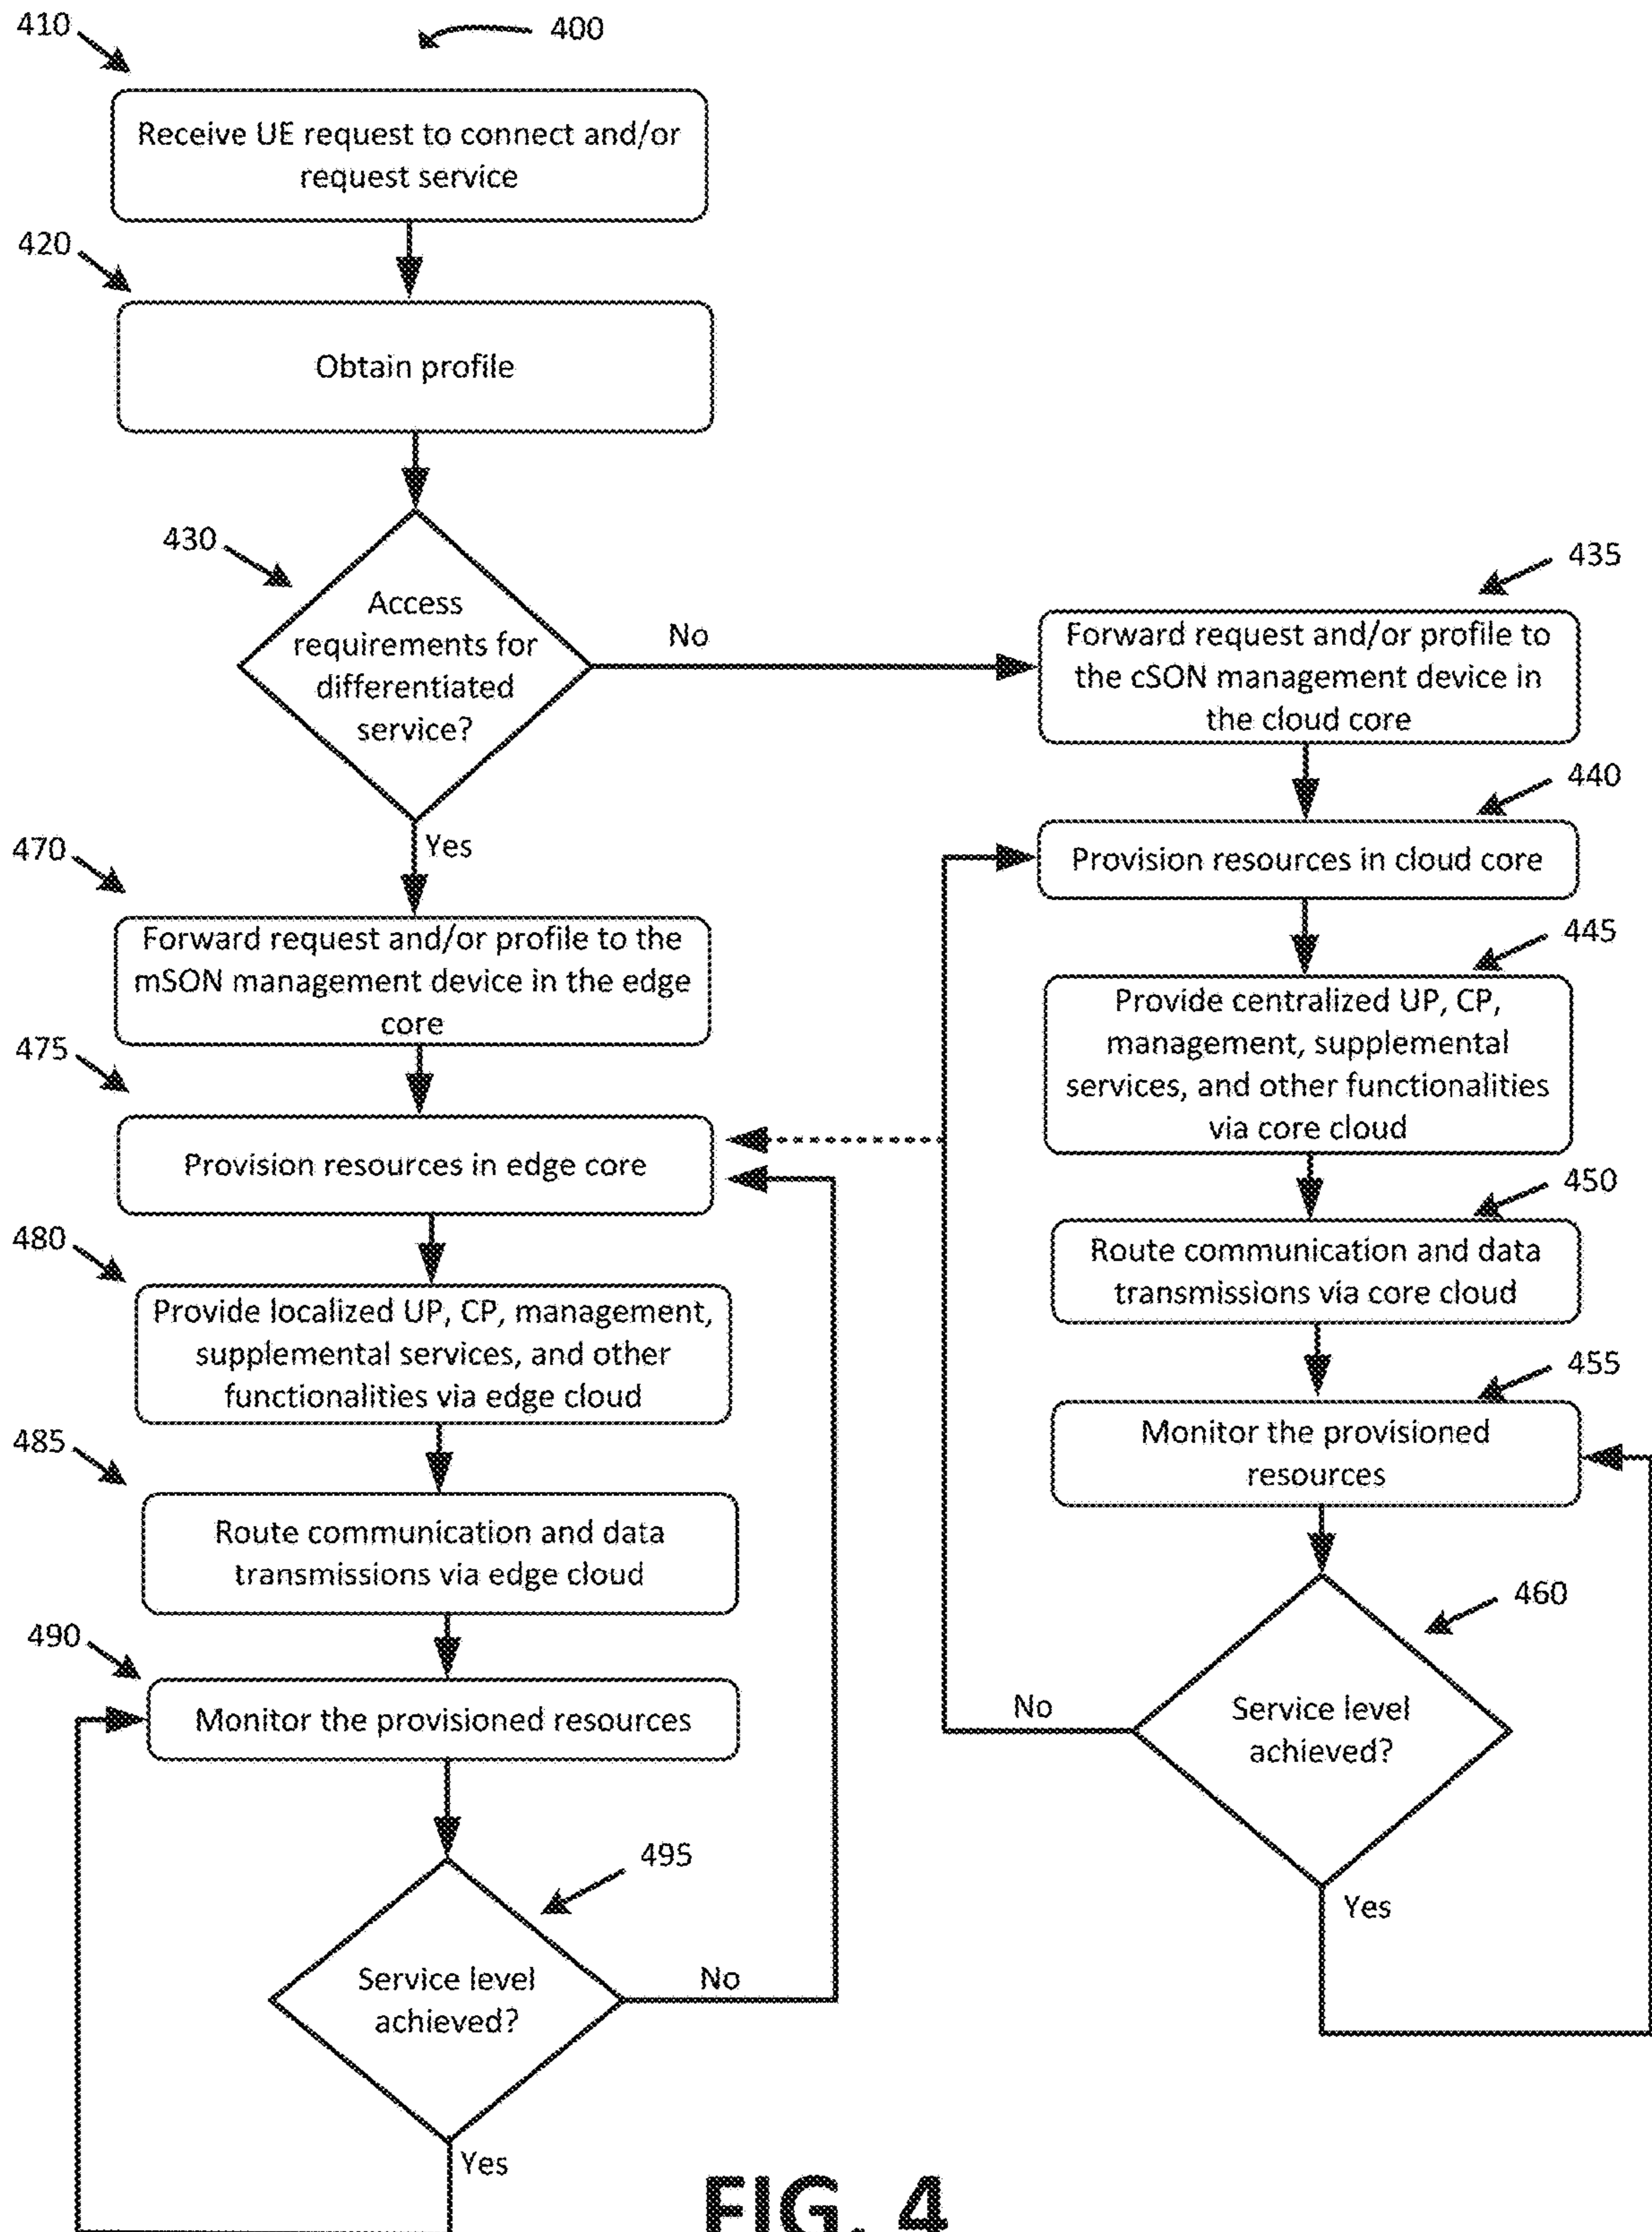 410
400
Receive UE request to connect and/or
request service
420
Obtain profile
430
Access
requirements for
differentiated
service?
No
Yes
435
Forward request and/or profile to
the cSON management device in
the cloud core
440
Provision resources in cloud core
445
Provide centralized UP, CP,
management, supplemental
services, and other functionalities
via core cloud
450
Route communication and data
transmissions via core cloud
455
Monitor the provisioned
resources
460
Service level
achieved?
No
Yes
470
Forward request and/or profile to the
mSON management device in the edge
core
475
Provision resources in edge core
480
Provide localized UP, CP, management,
supplemental services, and other
functionalities via edge cloud
485
Route communication and data
transmissions via edge cloud
490
Monitor the provisioned resources
495
Service level
achieved?
No
Yes
FIG. 4